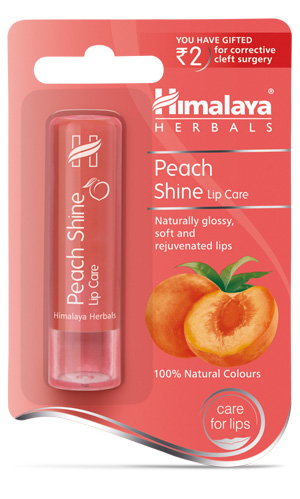 YOU HAVE GIFTED
₹2 for corrective
cleft surgery
Himalaya®
HERBALS
Peach
Shine Lip Care
Naturally glossy,
soft and
rejuvenated lips
100% Natural Colours
care
for lips
H
Peach Shine
Lip Care
Himalaya Herbals